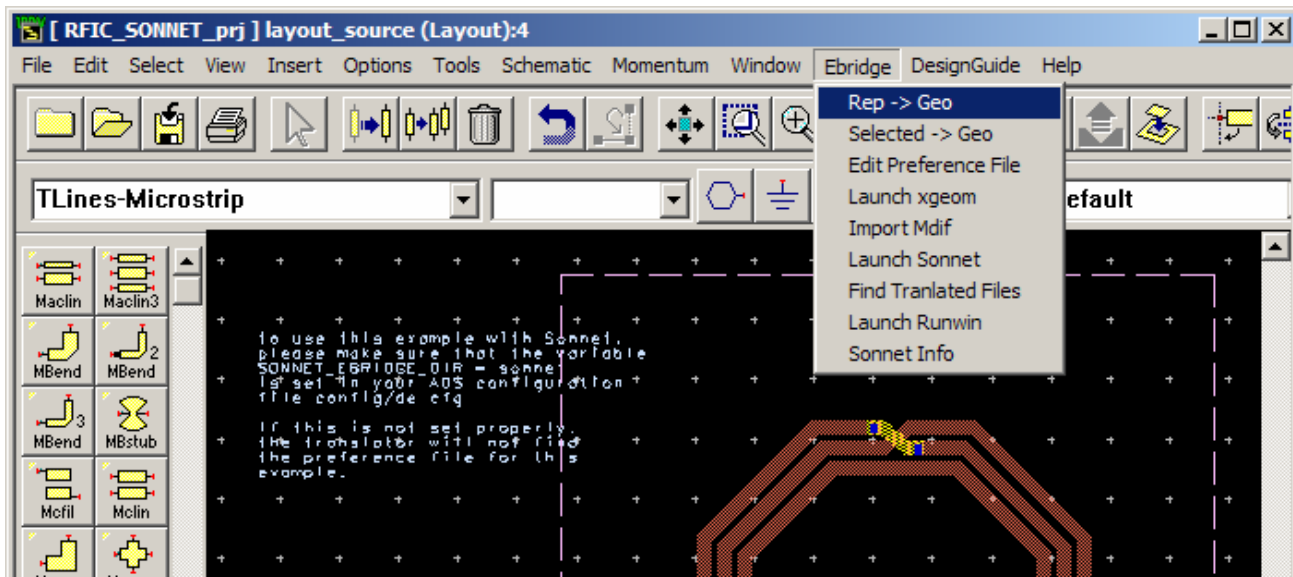 [ RFIC_SONNET_prj ] layout_source (Layout):4
File Edit Select View Insert Options Tools Schematic Momentum Window Ebridge DesignGuide Help
Rep -> Geo
Selected -> Geo
Edit Preference File
Launch xgeom
Import Mdif
Launch Sonnet
Find Tranlated Files
Launch Runwin
Sonnet Info
TLines-Microstrip
efault
Maclin Maclin3
MBend MBend 2
MBend 3 MBstub
Mcfil Mclin
to use this example with Sonnet,
please make sure that the variable
SONNET_EBRIDGE_DIR = sonnet
is set in your ADS configuration
file config/de cfg
If this is not set properly,
the translator will not find
the preference file for this
example.